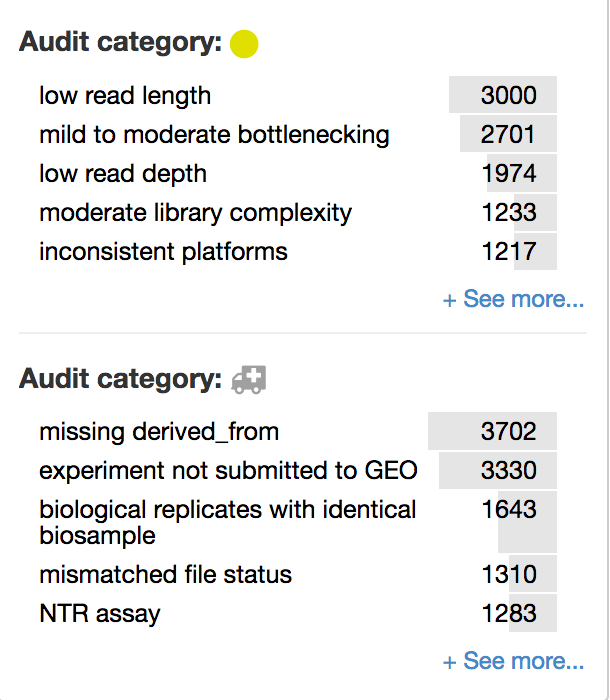 Audit category:
low read length 3000
mild to moderate bottlenecking 2701
low read depth 1974
moderate library complexity 1233
inconsistent platforms 1217
+ See more...
Audit category:
missing derived_from 3702
experiment not submitted to GEO 3330
biological replicates with identical 1643
biosample
mismatched file status 1310
NTR assay 1283
+ See more...